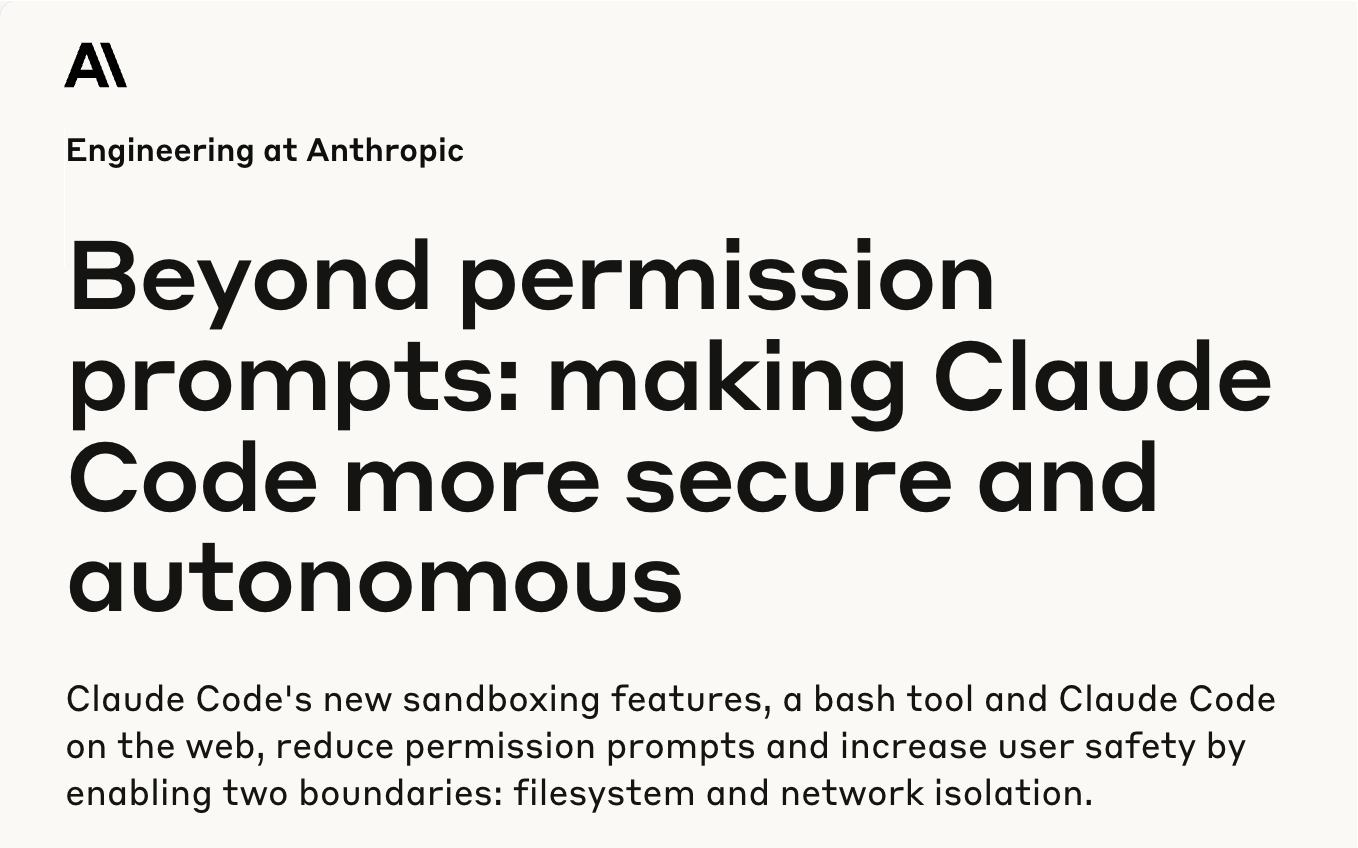 A\
Engineering at Anthropic
Beyond permission
prompts: making Claude
Code more secure and
autonomous
Claude Code's new sandboxing features, a bash tool and Claude Code
on the web, reduce permission prompts and increase user safety by
enabling two boundaries: filesystem and network isolation.